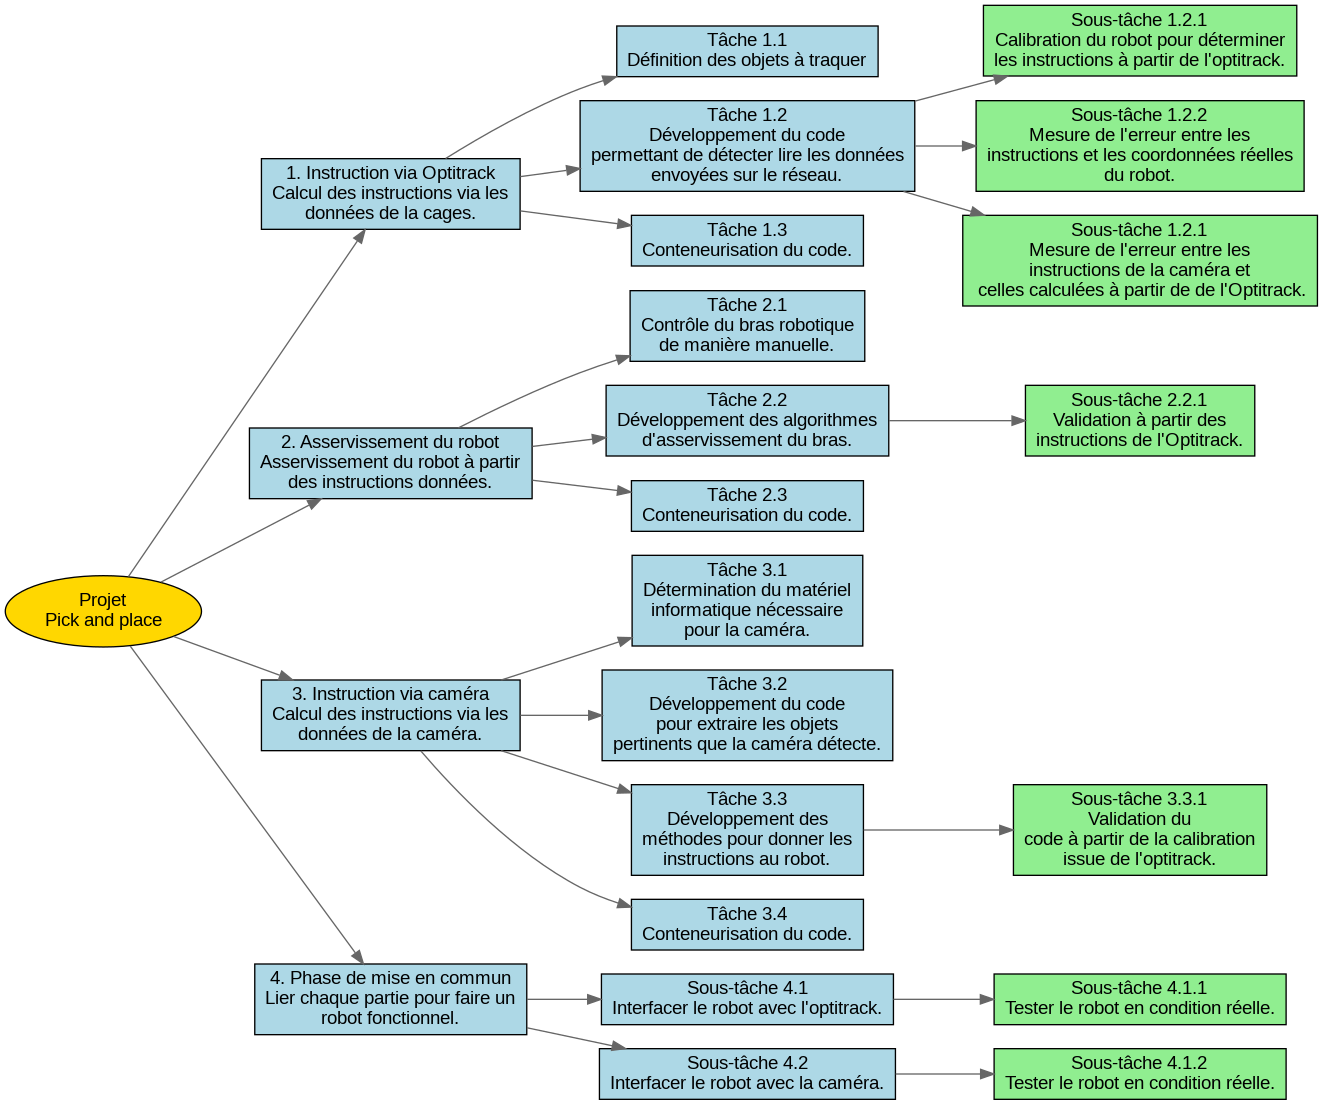 Projet
Pick and place
1. Instruction via Optitrack
Calcul des instructions via les
données de la cages.
Tâche 1.1
Définition des objets à traquer
Tâche 1.2
Développement du code
permettant de détecter lire les données
envoyées sur le réseau.
Sous-tâche 1.2.1
Calibration du robot pour déterminer
les instructions à partir de l'optitrack.
Sous-tâche 1.2.2
Mesure de l'erreur entre les
instructions et les coordonnées réelles
du robot.
Sous-tâche 1.2.1
Mesure de l'erreur entre les
instructions de la caméra et
celles calculées à partir de de l'Optitrack.
Tâche 1.3
Conteneurisation du code.
2. Asservissement du robot
Asservissement du robot à partir
des instructions données.
Tâche 2.1
Contrôle du bras robotique
de manière manuelle.
Tâche 2.2
Développement des algorithmes
d'asservissement du bras.
Sous-tâche 2.2.1
Validation à partir des
instructions de l'Optitrack.
Tâche 2.3
Conteneurisation du code.
3. Instruction via caméra
Calcul des instructions via les
données de la caméra.
Tâche 3.1
Détermination du matériel
informatique nécessaire
pour la caméra.
Tâche 3.2
Développement du code
pour extraire les objets
pertinents que la caméra détecte.
Tâche 3.3
Développement des
méthodes pour donner les
instructions au robot.
Sous-tâche 3.3.1
Validation du
code à partir de la calibration
issue de l'optitrack.
Tâche 3.4
Conteneurisation du code.
4. Phase de mise en commun
Lier chaque partie pour faire un
robot fonctionnel.
Sous-tâche 4.1
Interfacer le robot avec l'optitrack.
Sous-tâche 4.1.1
Tester le robot en condition réelle.
Sous-tâche 4.2
Interfacer le robot avec la caméra.
Sous-tâche 4.1.2
Tester le robot en condition réelle.